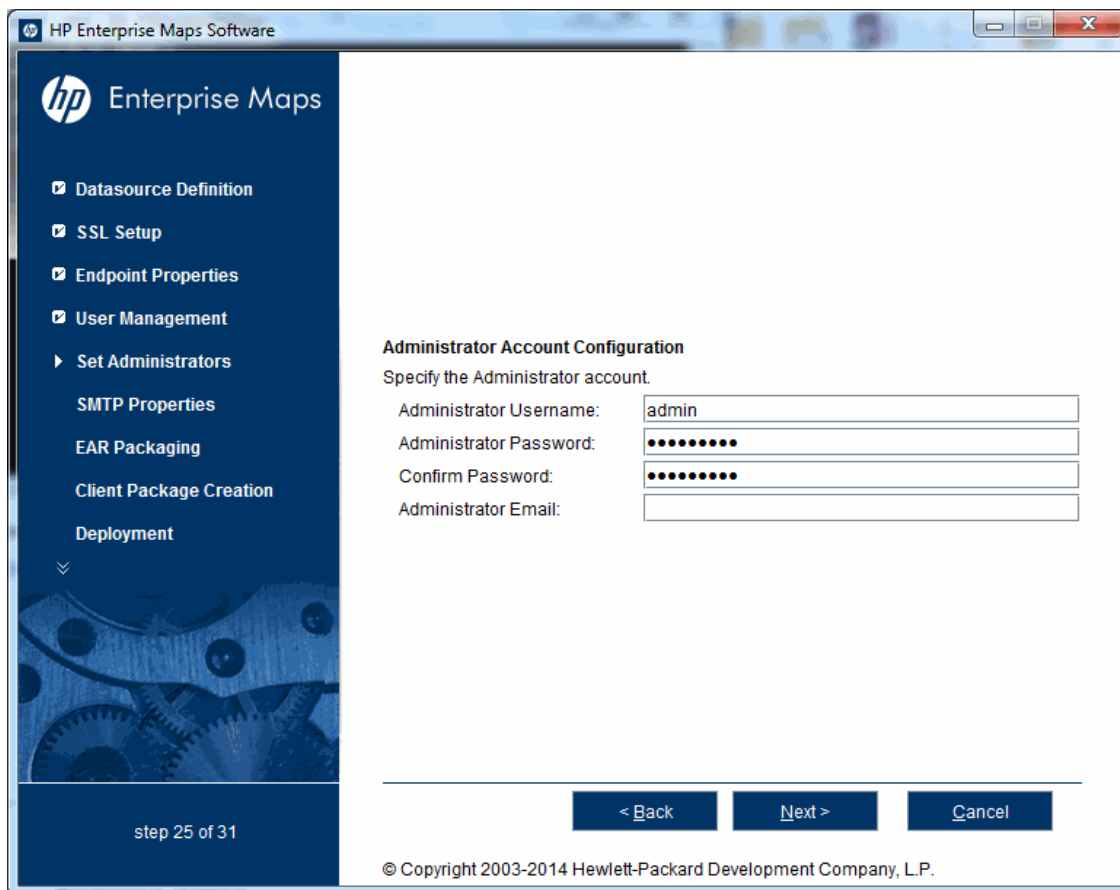 HP Enterprise Maps Software
hp Enterprise Maps
Datasource Definition
SSL Setup
Endpoint Properties
User Management
Set Administrators
SMTP Properties
EAR Packaging
Client Package Creation
Deployment
step 25 of 31
Administrator Account Configuration
Specify the Administrator account.
Administrator Username: admin
Administrator Password: •••••••••
Confirm Password: •••••••••
Administrator Email:
< Back Next > Cancel
© Copyright 2003-2014 Hewlett-Packard Development Company, L.P.